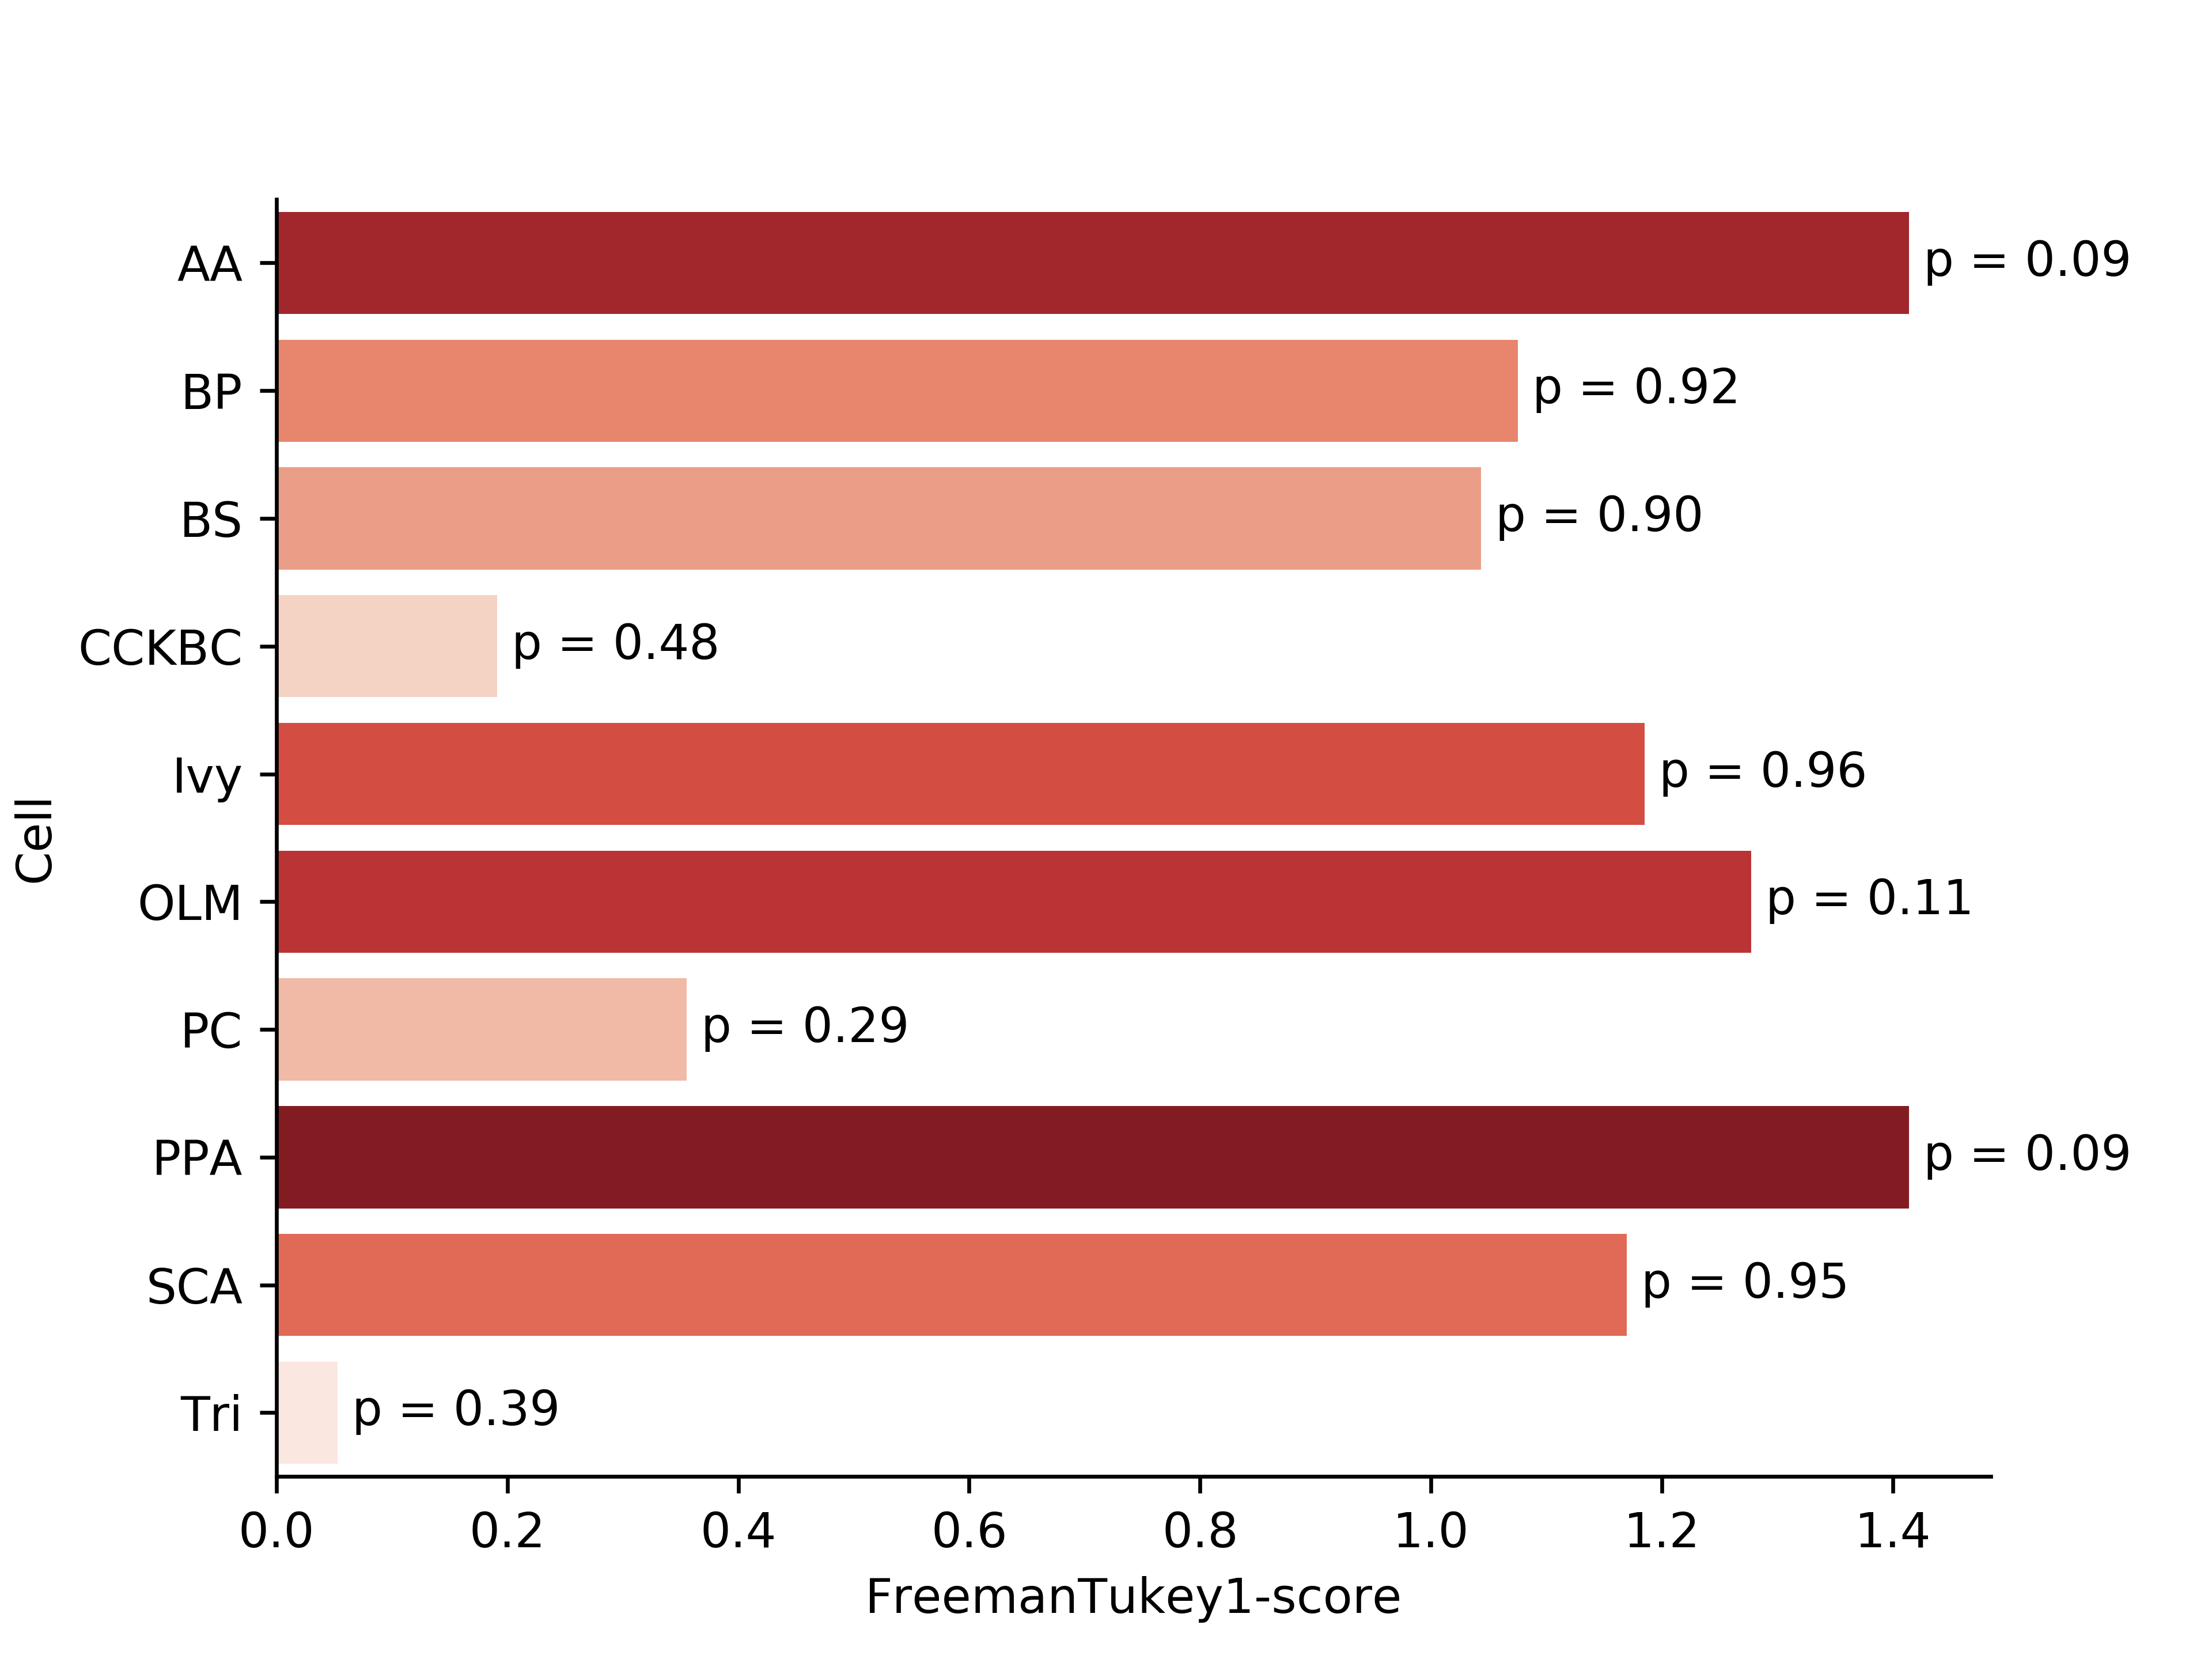 AA
p = 0.09
BP
p = 0.92
BS
p = 0.90
CCKBC
p = 0.48
Ivy
p = 0.96
OLM
p = 0.11
PC
p = 0.29
PPA
p = 0.09
SCA
p = 0.95
Tri
p = 0.39
Cell
0.0 0.2 0.4 0.6 0.8 1.0 1.2 1.4
FreemanTukey1-score